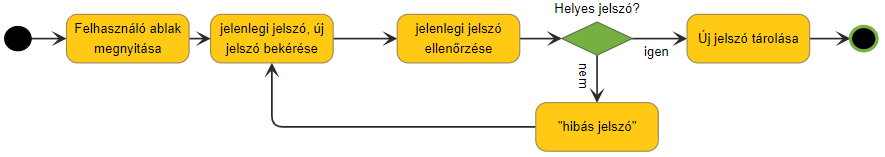 Felhasználó ablak
megnyitása
jelenlegi jelszó, új
jelszó bekérése
jelenlegi jelszó
ellenőrzése
Helyes jelszó?
igen
nem
Új jelszó tárolása
"hibás jelszó"